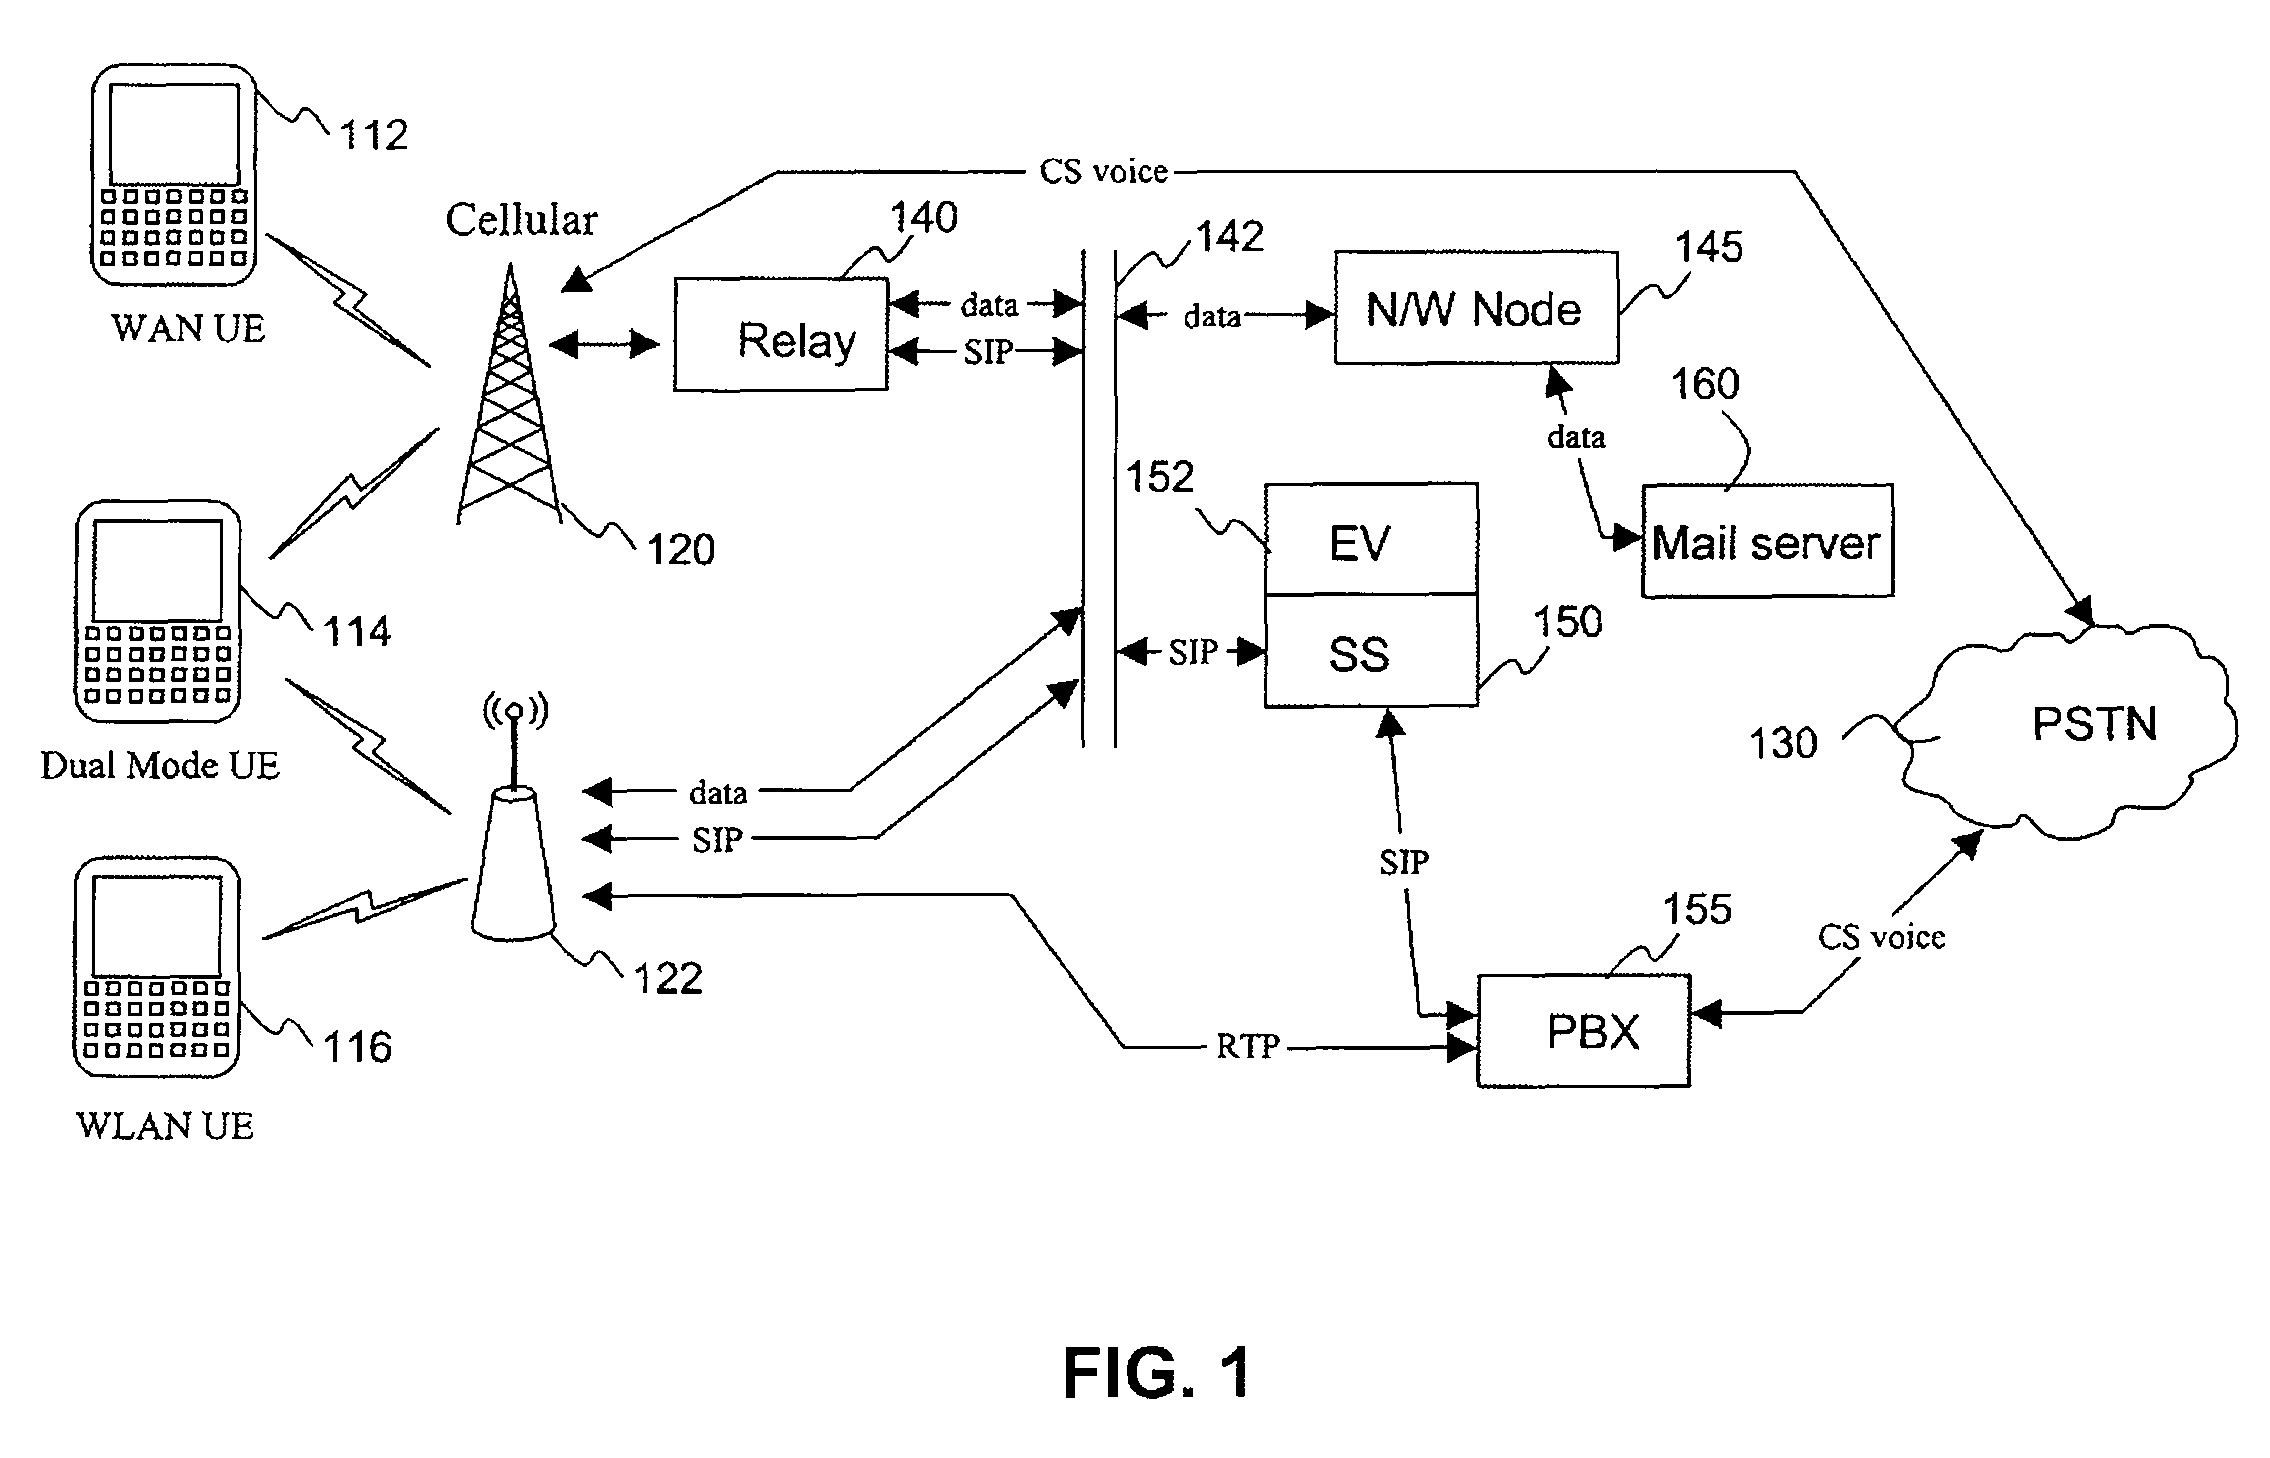 112
WAN UE
Cellular
CS voice
140
142
145
Relay
data
SIP
data
N/W Node
160
data
Mail server
120
152
EV
SS
150
SIP
114
Dual Mode UE
data
SIP
130
PSTN
SIP
CS voice
155
PBX
RTP
122
116
WLAN UE
FIG. 1